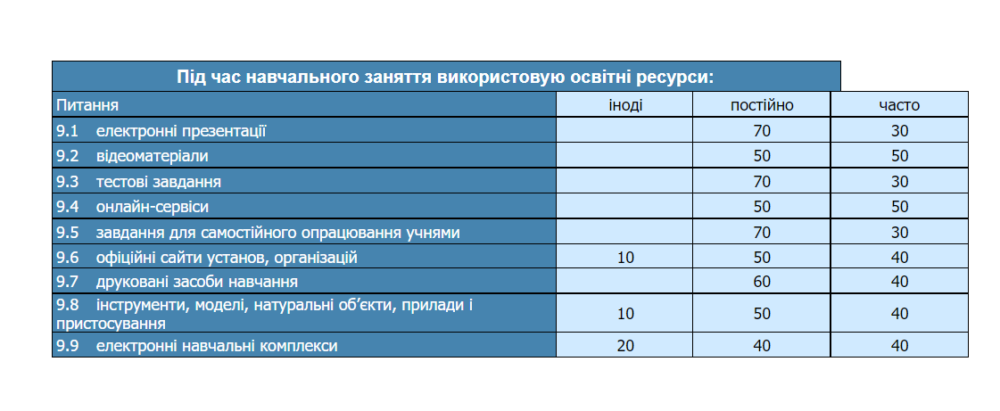 Під час навчального заняття використовую освітні ресурси:
Питання іноді постійно часто
9.1 електронні презентації 70 30
9.2 відеоматеріали 50 50
9.3 тестові завдання 70 30
9.4 онлайн-сервіси 50 50
9.5 завдання для самостійного опрацювання учнями 70 30
9.6 офіційні сайти установ, організацій 10 50 40
9.7 друковані засоби навчання 60 40
9.8 інструменти, моделі, натуральні об’єкти, прилади і
пристосування 10 50 40
9.9 електронні навчальні комплекси 20 40 40